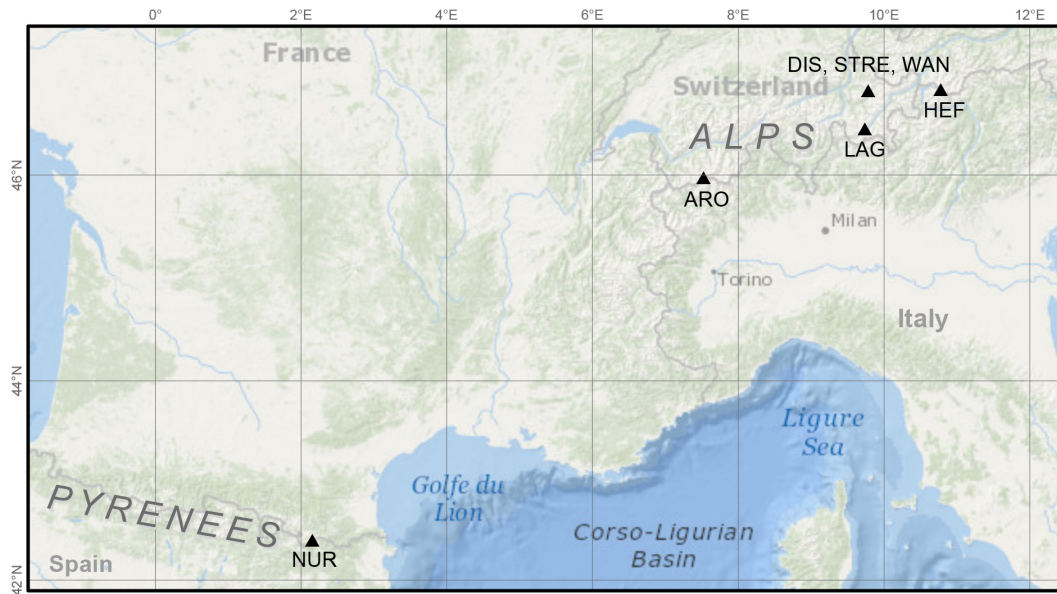 0° 2°E 4°E 6°E 8°E 10°E 12°E
France
DIS, STRE, WAN
Switzerland
HEF
ALPS
LAG
46°N
ARO
Milan
Torino
Italy
44°N
Ligure
Sea
Golfe du
Lion
PYRENEES
Corso-Ligurian
Basin
NUR
Spain
42°N